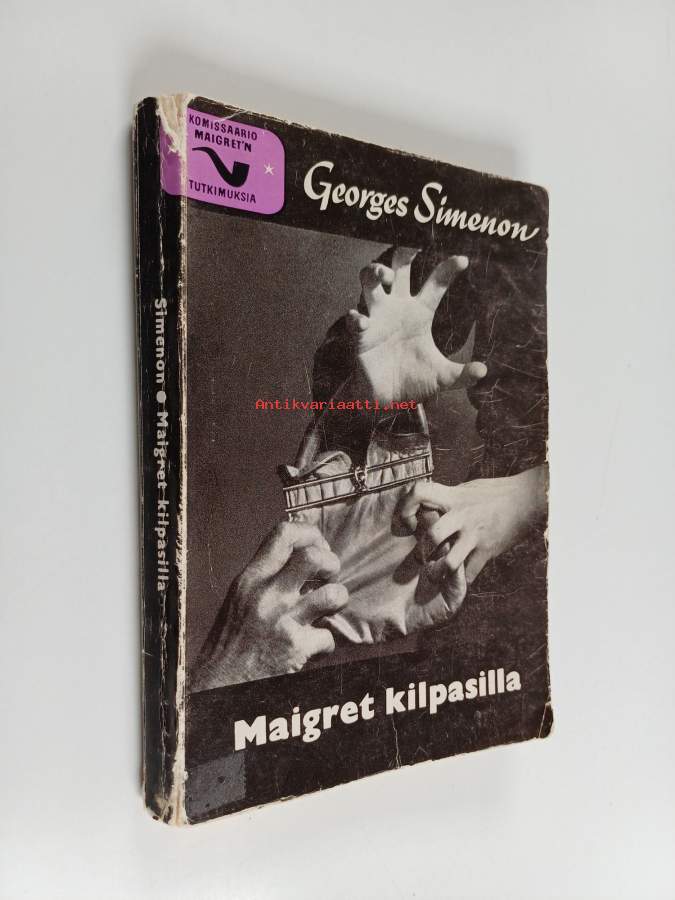 KOMISSAARIO
MAIGRET'N
TUTKIMUKSIA
Georges Simenon
Simenon ● Maigret kilpasilla
Antikvariaatti.net
Maigret kilpasilla